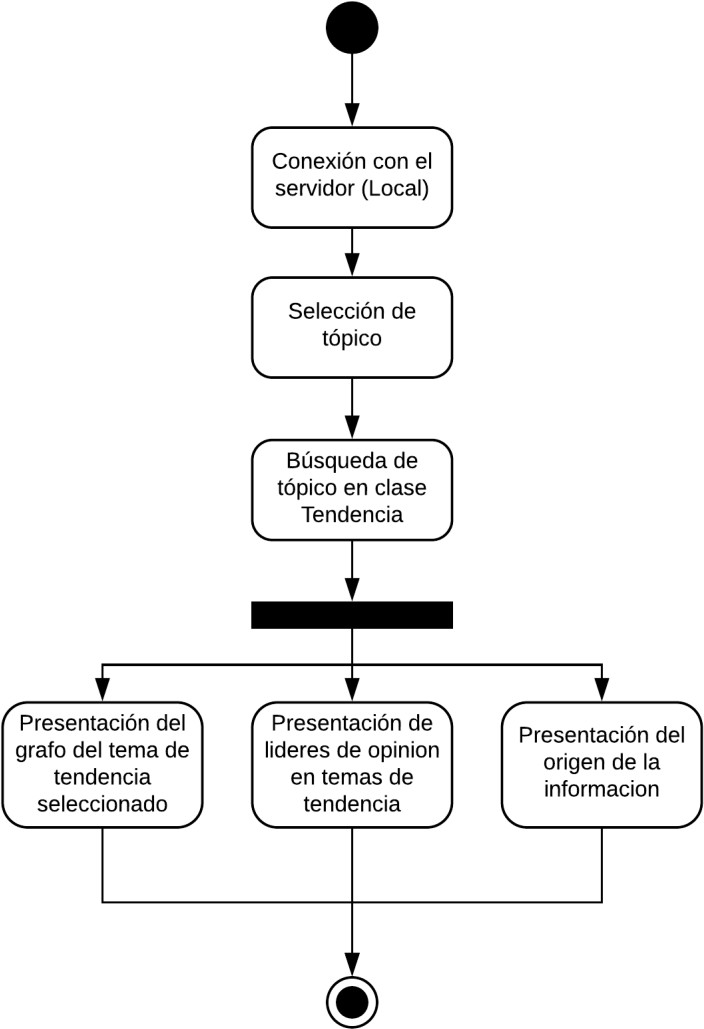 Conexión con el
servidor (Local)
Selección de
tópico
Búsqueda de
tópico en clase
Tendencia
Presentación del
grafo del tema de
tendencia
seleccionado
Presentación de
lideres de opinion
en temas de
tendencia
Presentación del
origen de la
informacion